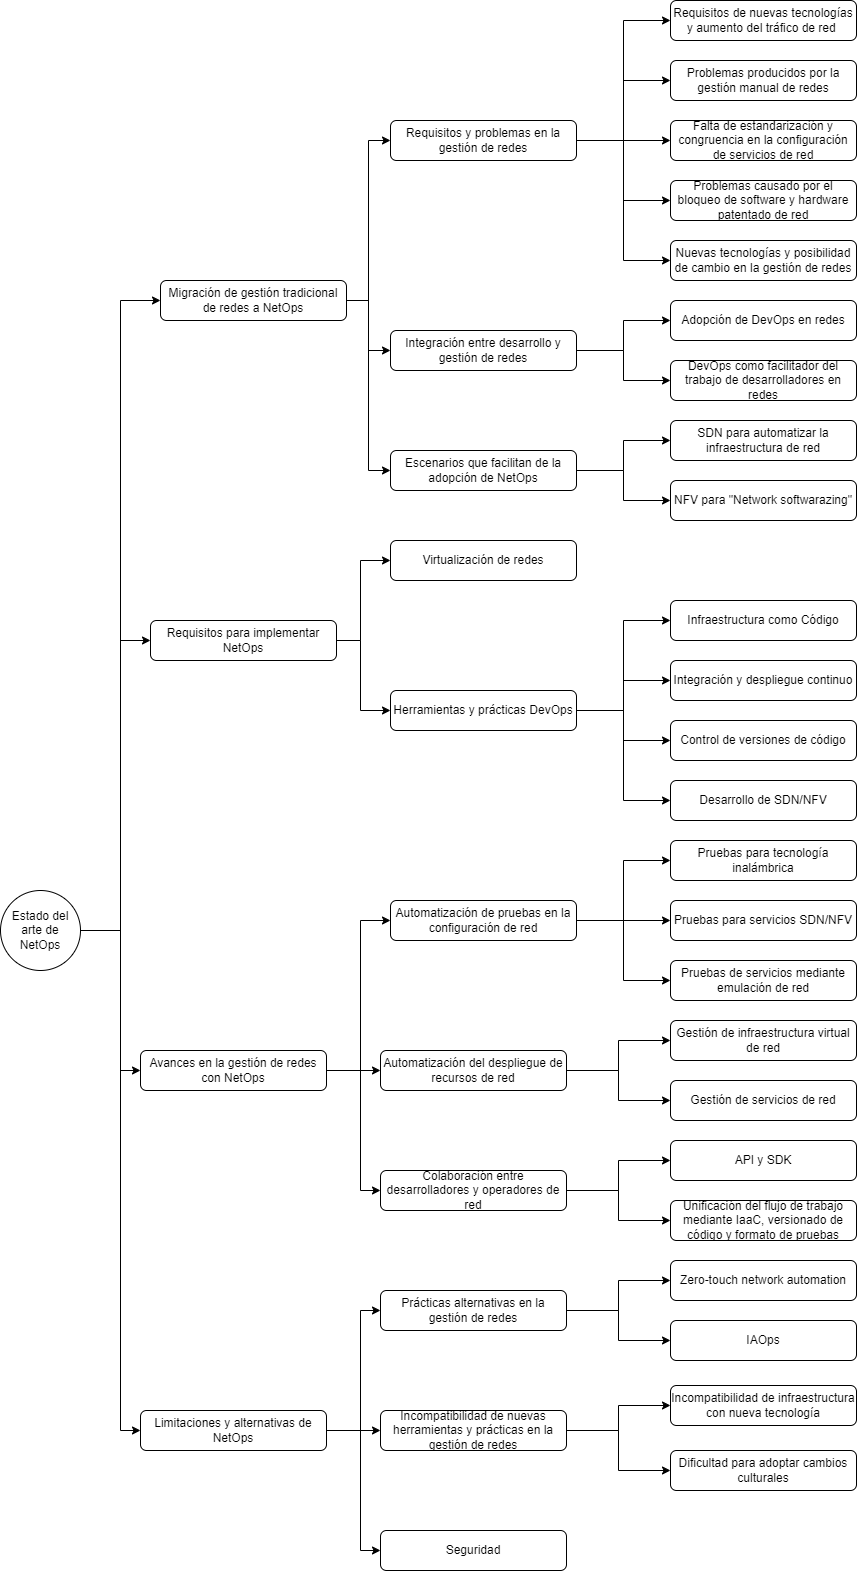 Requisitos de nuevas tecnologías
y aumento del tráfico de red
Problemas producidos por la
gestión manual de redes
Requisitos y problemas en la
gestión de redes
Falta de estandarización y
congruencia en la configuración
de servicios de red
Problemas causado por el
bloqueo de software y hardware
patentado de red
Nuevas tecnologías y posibilidad
de cambio en la gestión de redes
Migración de gestión tradicional
de redes a NetOps
Integración entre desarrollo y
gestión de redes
Adopción de DevOps en redes
DevOps como facilitador del
trabajo de desarrolladores en
redes
Escenarios que facilitan de la
adopción de NetOps
SDN para automatizar la
infraestructura de red
NFV para "Network softwarazing"
Virtualización de redes
Requisitos para implementar
NetOps
Infraestructura como Código
Integración y despliegue continuo
Herramientas y prácticas DevOps
Control de versiones de código
Desarrollo de SDN/NFV
Estado del
arte de
NetOps
Pruebas para tecnología
inalámbrica
Automatización de pruebas en la
configuración de red
Pruebas para servicios SDN/NFV
Pruebas de servicios mediante
emulación de red
Avances en la gestión de redes
con NetOps
Automatización del despliegue de
recursos de red
Gestión de infraestructura virtual
de red
Gestión de servicios de red
Colaboración entre
desarrolladores y operadores de
red
API y SDK
Unificación del flujo de trabajo
mediante IaaC, versionado de
código y formato de pruebas
Prácticas alternativas en la
gestión de redes
Zero-touch network automation
IAOps
Limitaciones y alternativas de
NetOps
Incompatibilidad de nuevas
herramientas y prácticas en la
gestión de redes
Incompatibilidad de infraestructura
con nueva tecnología
Dificultad para adoptar cambios
culturales
Seguridad